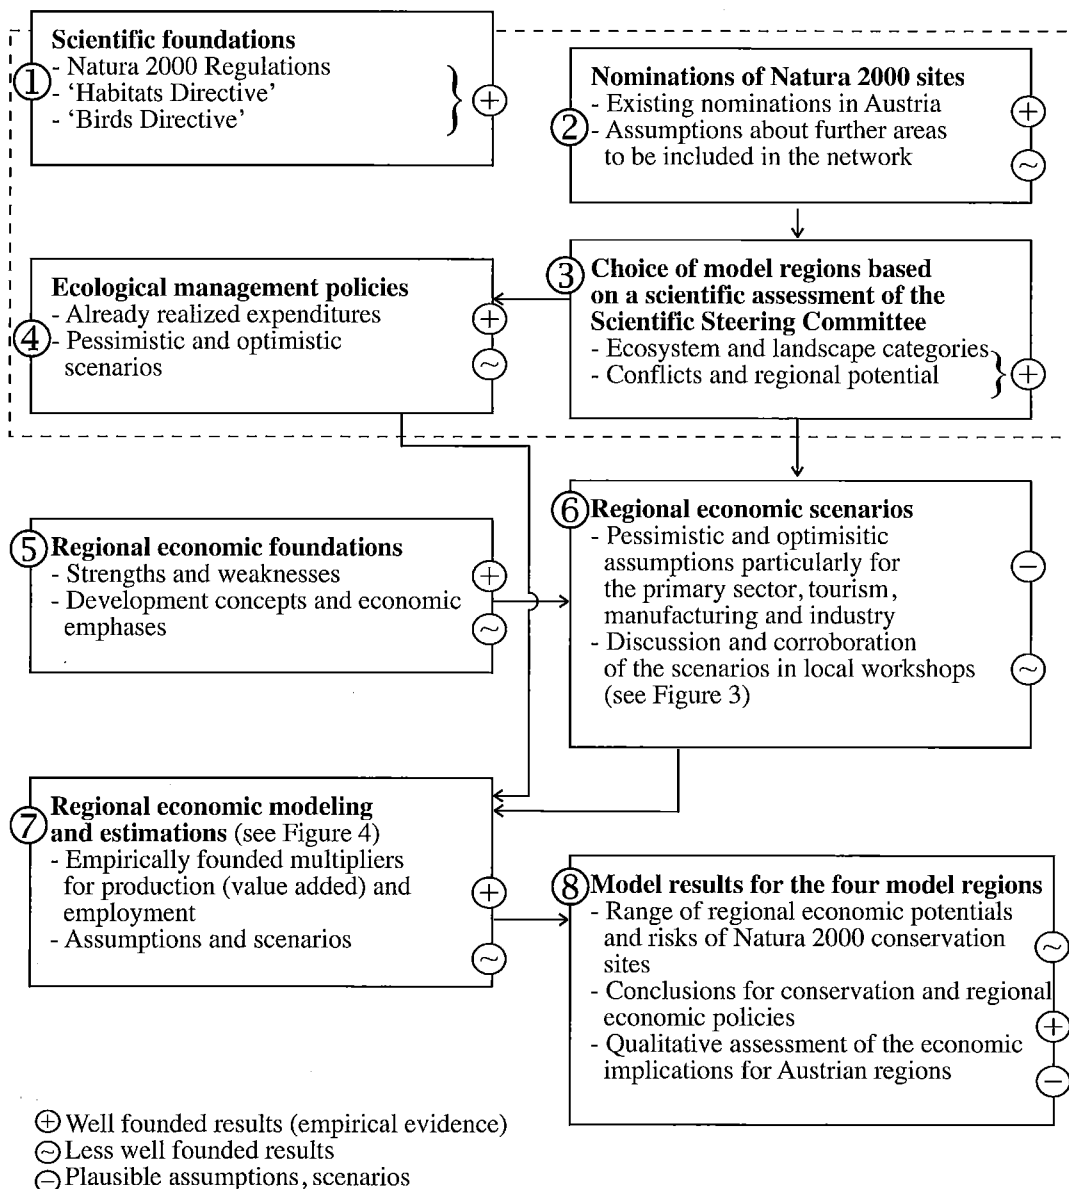 1
Scientific foundations
- Natura 2000 Regulations
- ‘Habitats Directive’
- ‘Birds Directive’
+
2
Nominations of Natura 2000 sites
- Existing nominations in Austria
- Assumptions about further areas
to be included in the network
+
~
3
Choice of model regions based
on a scientific assessment of the
Scientific Steering Committee
- Ecosystem and landscape categories
- Conflicts and regional potential
+
4
Ecological management policies
- Already realized expenditures
- Pessimistic and optimistic
scenarios
+
~
5
Regional economic foundations
- Strengths and weaknesses
- Development concepts and economic
emphases
+
~
6
Regional economic scenarios
- Pessimistic and optimisitic
assumptions particularly for
the primary sector, tourism,
manufacturing and industry
- Discussion and corroboration
of the scenarios in local workshops
(see Figure 3)
−
~
7
Regional economic modeling
and estimations (see Figure 4)
- Empirically founded multipliers
for production (value added) and
employment
- Assumptions and scenarios
+
~
8
Model results for the four model regions
- Range of regional economic potentials
and risks of Natura 2000 conservation
sites
- Conclusions for conservation and regional
economic policies
- Qualitative assessment of the economic
implications for Austrian regions
~
+
−
+ Well founded results (empirical evidence)
~ Less well founded results
− Plausible assumptions, scenarios